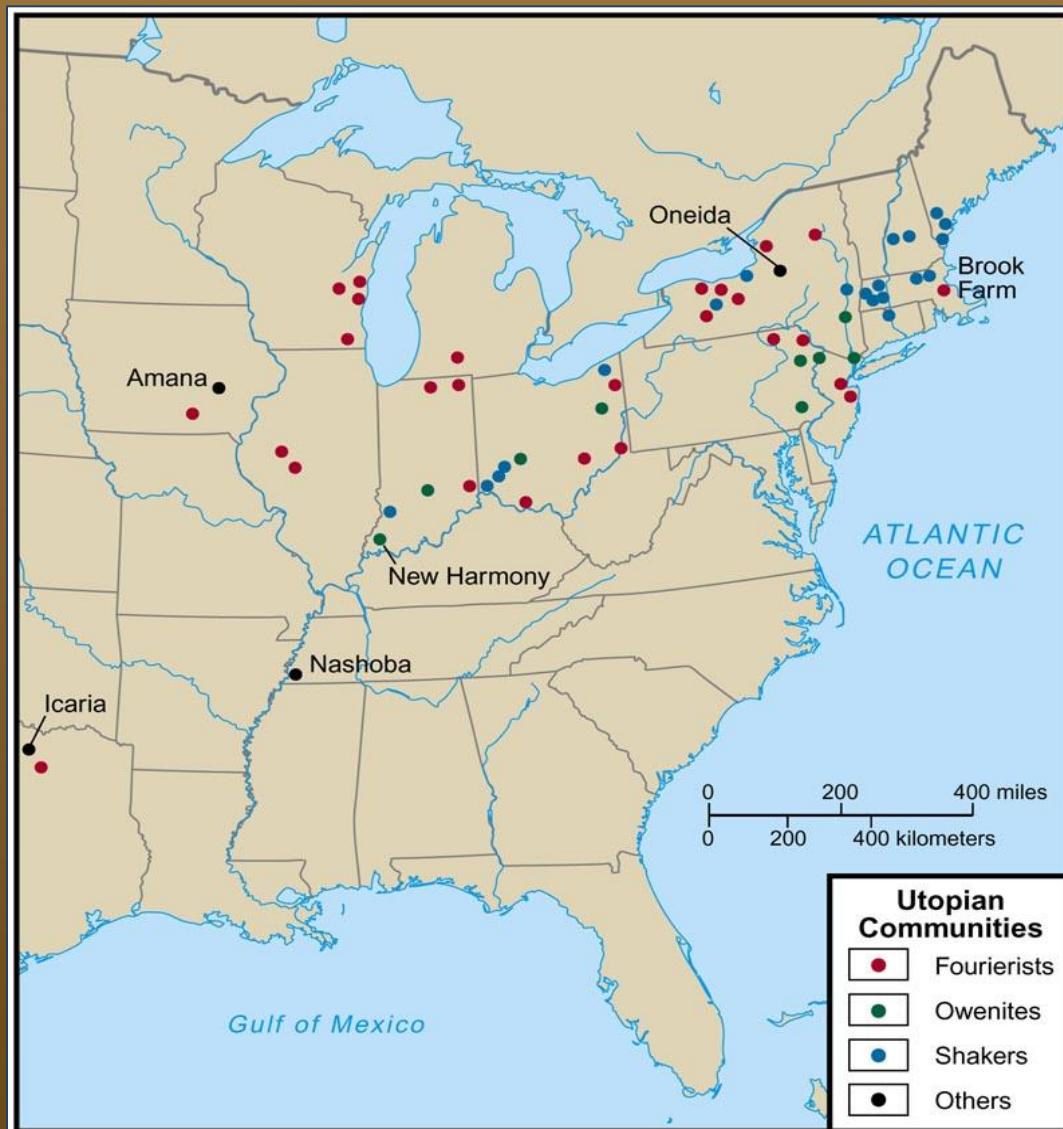 Oneida
Brook
Farm
Amana
ATLANTIC
OCEAN
New Harmony
Nashoba
Icaria
0 200 400 miles
0 200 400 kilometers
Gulf of Mexico
Utopian
Communities
Fourierists
Owenites
Shakers
Others